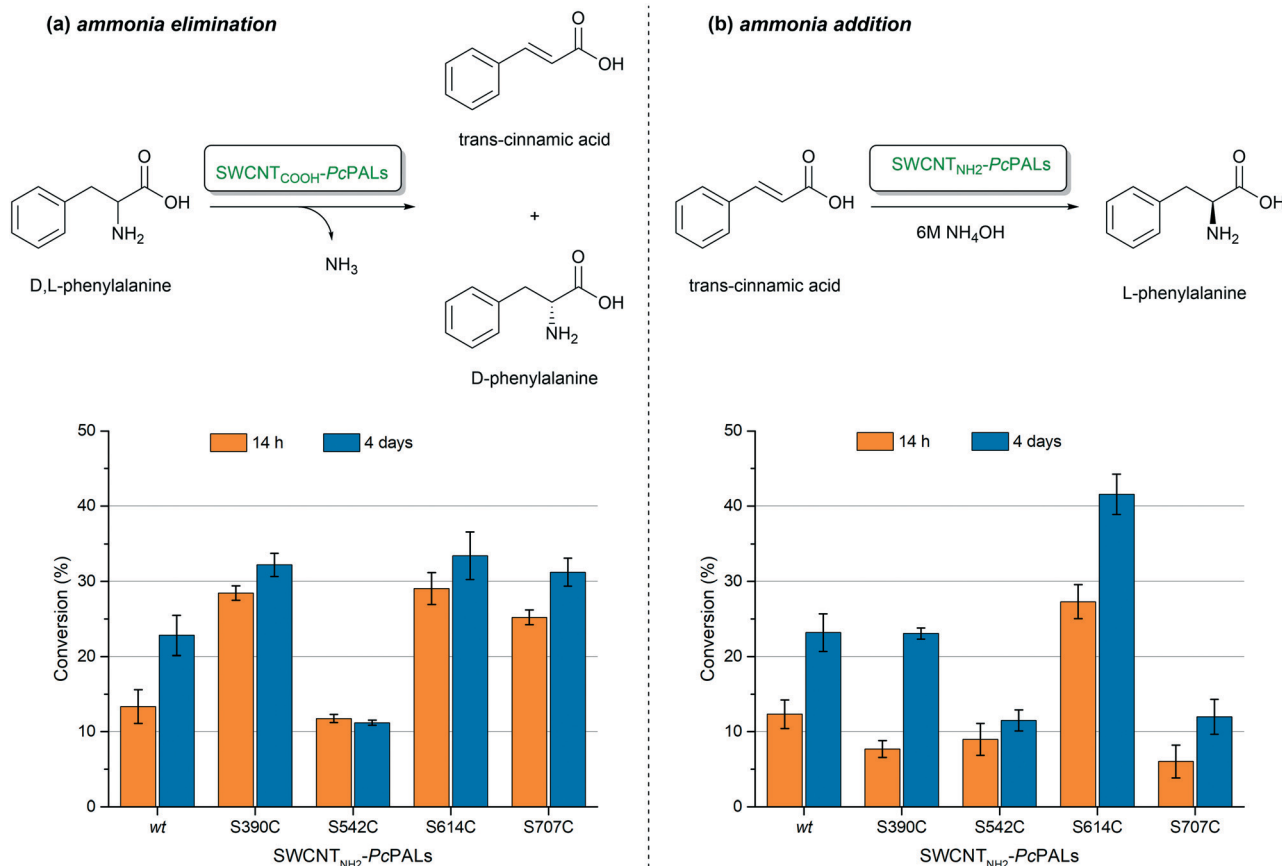 (a) ammonia elimination
O
OH
trans-cinnamic acid
O
OH
NH2
D,L-phenylalanine
SWCNTCOOH-PcPALs
NH3
+
O
OH
NH2
D-phenylalanine
50
40
30
20
10
0
Conversion (%)
14 h
4 days
wt
S390C
S542C
S614C
S707C
SWCNTNH2-PcPALs
(b) ammonia addition
O
OH
trans-cinnamic acid
SWCNTNH2-PcPALs
6M NH4OH
O
OH
NH2
L-phenylalanine
50
40
30
20
10
0
Conversion (%)
14 h
4 days
wt
S390C
S542C
S614C
S707C
SWCNTNH2-PcPALs